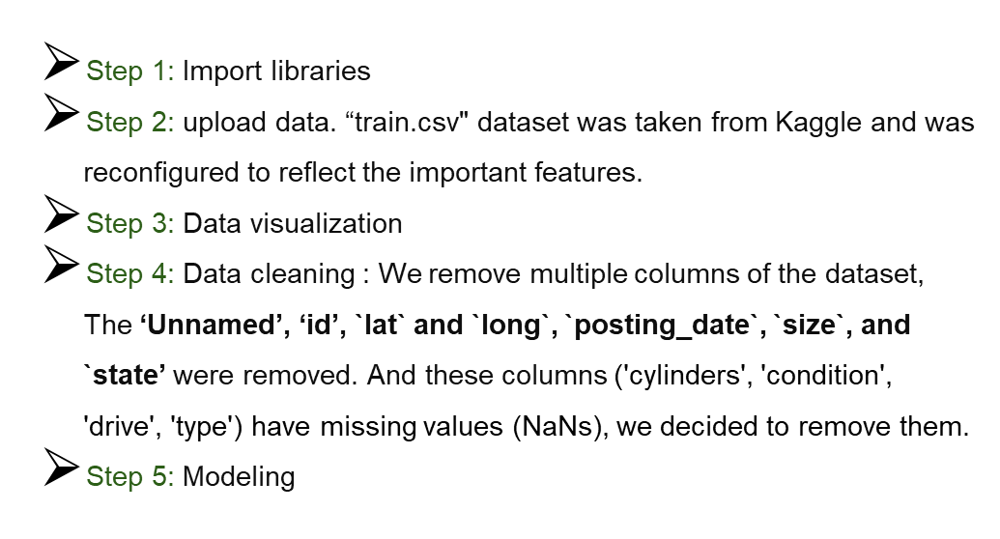 Step 1: Import libraries
Step 2: upload data. “train.csv" dataset was taken from Kaggle and was
reconfigured to reflect the important features.
Step 3: Data visualization
Step 4: Data cleaning : We remove multiple columns of the dataset,
The ‘Unnamed’, ‘id’, `lat` and `long`, `posting_date`, `size`, and
`state’ were removed. And these columns ('cylinders', 'condition',
'drive', 'type') have missing values (NaNs), we decided to remove them.
Step 5: Modeling